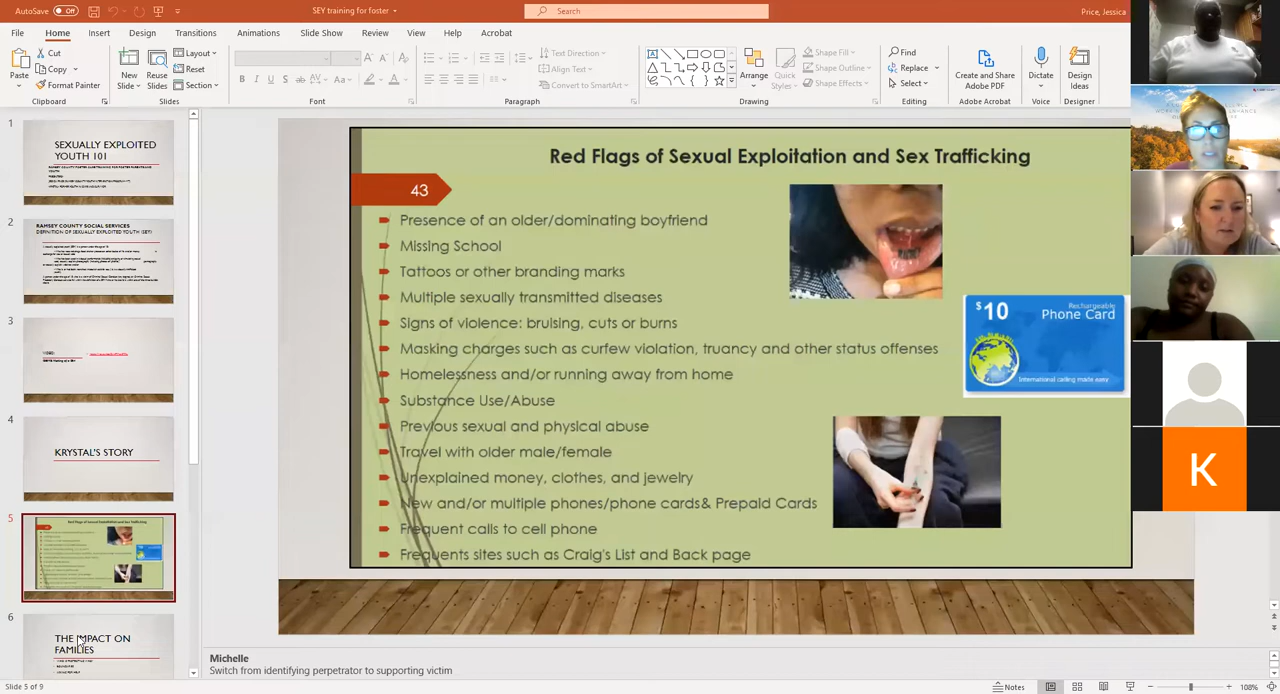 AutoSave Off
SEY training for foster
Search
Price, Jessica
File Home Insert Design Transitions Animations Slide Show Review View Help Acrobat
Paste
Cut
Copy
Format Painter
Clipboard
New Slide
Reuse Slides
Layout
Reset
Section
Slides
B I U S ab AV Aa
Font
Text Direction
Align Text
Convert to SmartArt
Paragraph
Arrange
Quick Styles
Shape Fill
Shape Outline
Shape Effects
Drawing
Find
Replace
Select
Editing
Create and Share Adobe PDF
Adobe Acrobat
Dictate
Voice
Design Ideas
Designer
1
SEXUALLY EXPLOITED
YOUTH 101
2
RAMSEY COUNTY SOCIAL SERVICES
DEFINITION OF SEXUALLY EXPLOITED YOUTH (SEY)
3
4
KRYSTAL'S STORY
5
Red Flags of Sexual Exploitation and Sex Trafficking
6
THE IMPACT ON
FAMILIES
Red Flags of Sexual Exploitation and Sex Trafficking
43
Presence of an older/dominating boyfriend
Missing School
Tattoos or other branding marks
Multiple sexually transmitted diseases
Signs of violence: bruising, cuts or burns
Masking charges such as curfew violation, truancy and other status offenses
Homelessness and/or running away from home
Substance Use/Abuse
Previous sexual and physical abuse
Travel with older male/female
Unexplained money, clothes, and jewelry
New and/or multiple phones/phone cards& Prepaid Cards
Frequent calls to cell phone
Frequents sites such as Craig's List and Back page
$10
Rechargeable
Phone Card
International calling made easy
K
Michelle
Switch from identifying perpetrator to supporting victim
Slide 5 of 9
Notes
108%